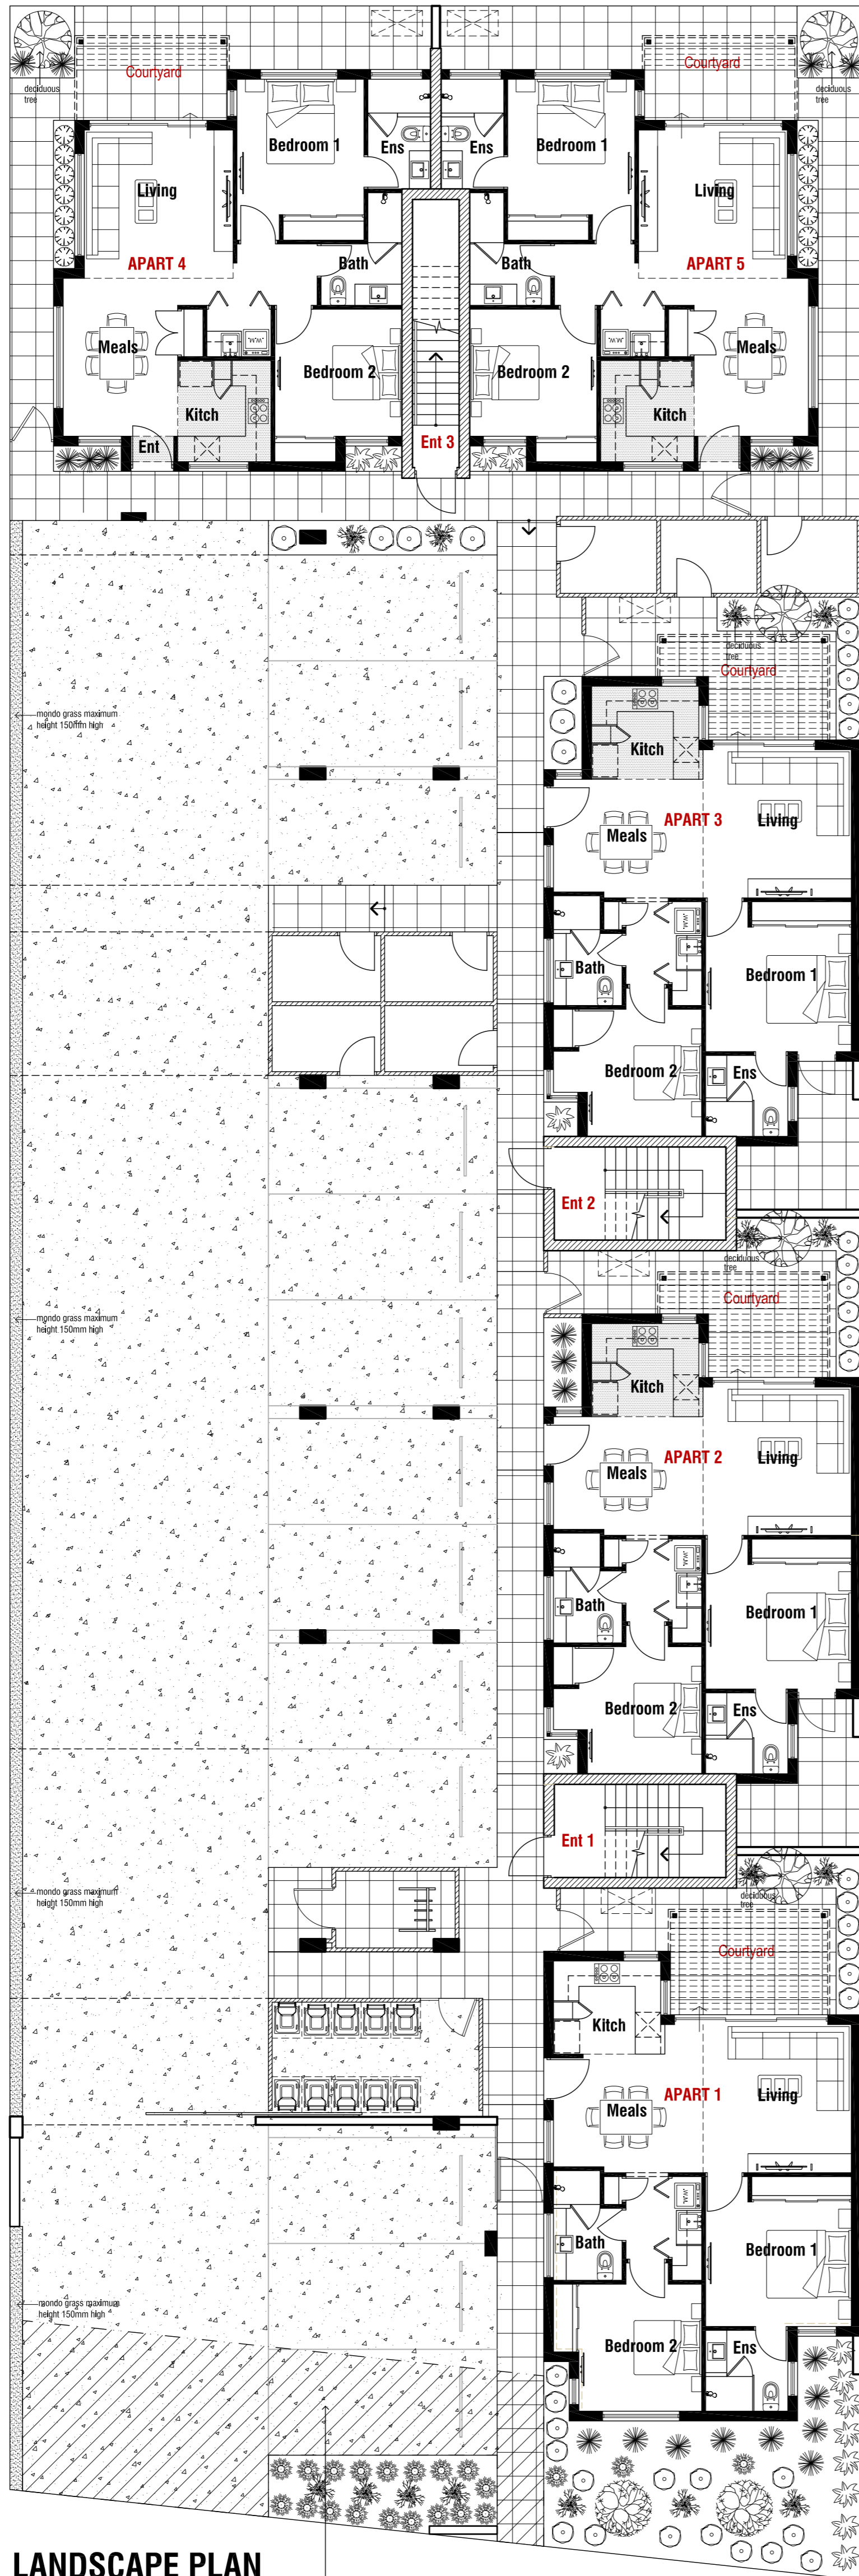 Courtyard
Courtyard
deciduous
tree
deciduous
tree
Bedroom 1
Ens
Ens
Bedroom 1
Living
Living
APART 4
Bath
Bath
APART 5
W.M.
W.M.
Meals
Bedroom 2
Bedroom 2
Meals
Kitch
Kitch
Ent
Ent 3
deciduous
tree
Courtyard
mondo grass maximum
height 150mm high
Kitch
APART 3
Living
Meals
W.M.
Bath
Bedroom 1
Bedroom 2
Ens
Ent 2
deciduous
tree
Courtyard
mondo grass maximum
height 150mm high
Kitch
APART 2
Living
Meals
W.M.
Bath
Bedroom 1
Bedroom 2
Ens
Ent 1
mondo grass maximum
height 150mm high
deciduous
tree
Courtyard
Kitch
APART 1
Living
Meals
W.M.
Bath
Bedroom 1
mondo grass maximum
height 150mm high
Bedroom 2
Ens
LANDSCAPE PLAN